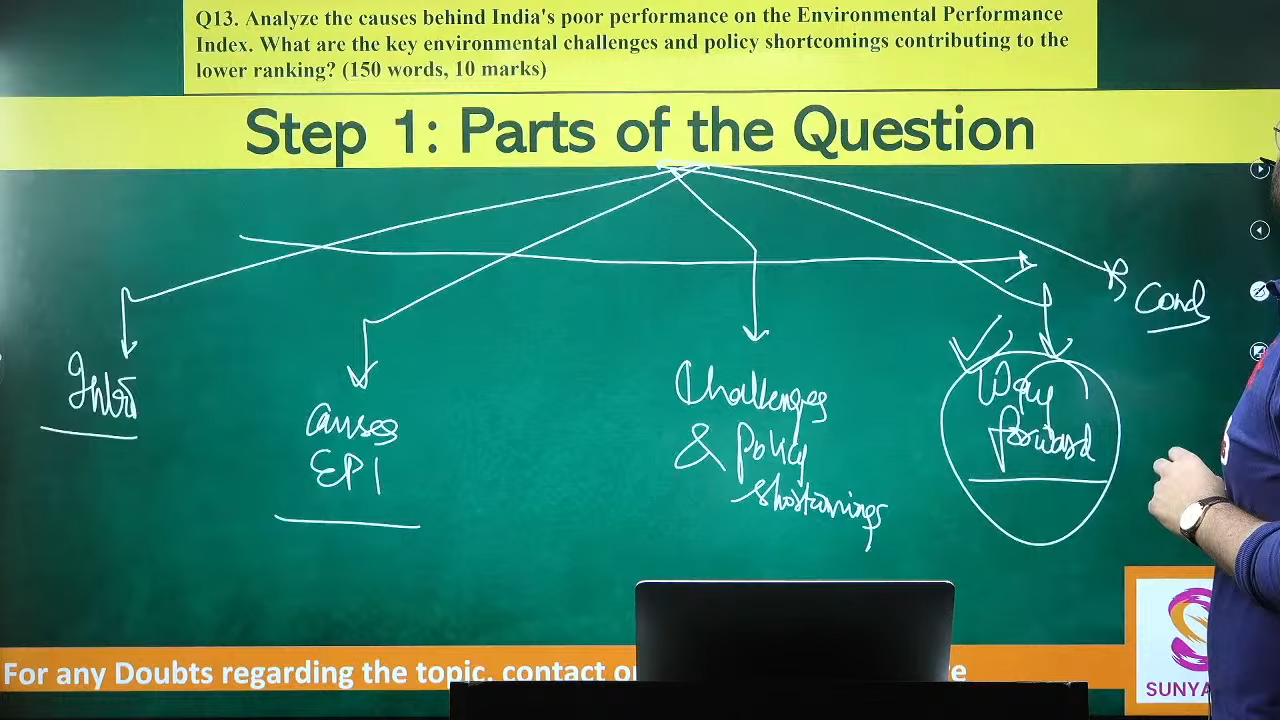 Q13. Analyze the causes behind India's poor performance on the Environmental Performance
Index. What are the key environmental challenges and policy shortcomings contributing to the
lower ranking? (150 words, 10 marks)
Step 1: Parts of the Question
Intro
Causes
EPI
Challenges
& Policy
shortcomings
Way
forward
Concl
For any Doubts regarding the topic, contact
SUNYA